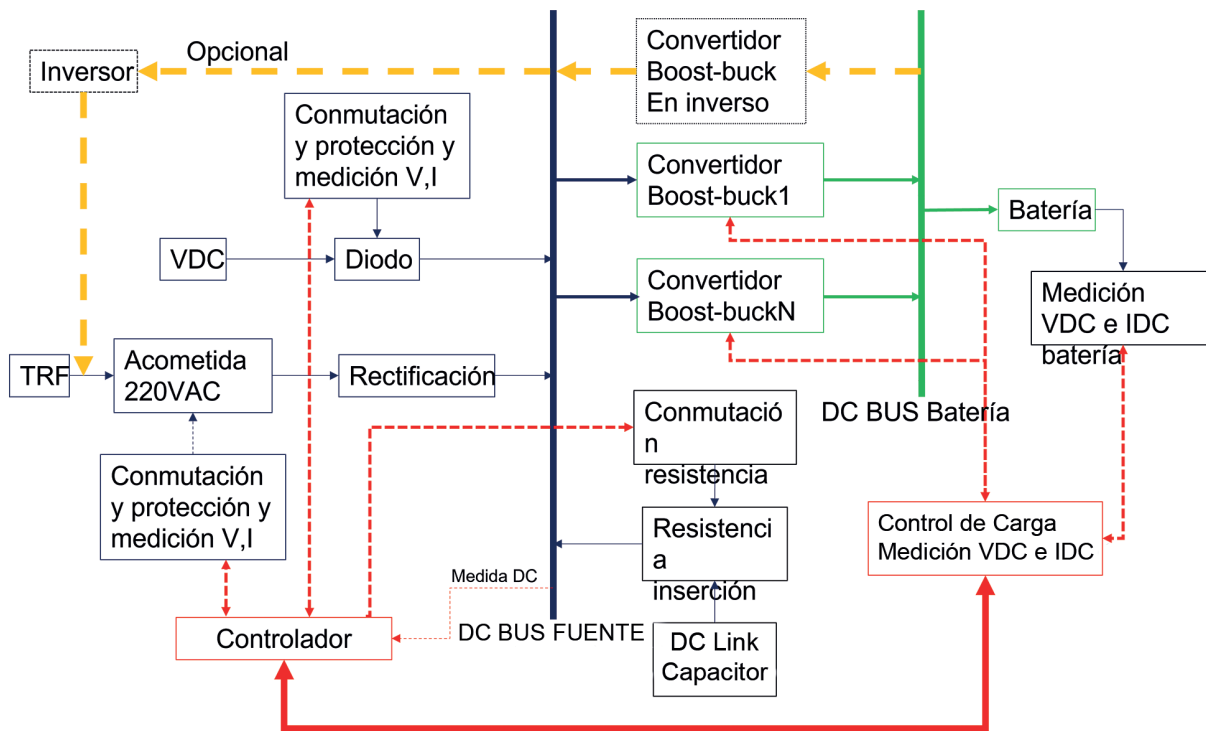 Opcional
Inversor
Convertidor
Boost-buck
En inverso
Conmutación
y protección y
medición V,I
Convertidor
Boost-buck1
Batería
VDC
Diodo
Convertidor
Boost-buckN
Medición
VDC e IDC
batería
TRF
Acometida
220VAC
Rectificación
DC BUS Batería
Conmutació
n
resistencia
Conmutación
y protección y
medición V,I
Resistenci
a
inserción
Control de Carga
Medición VDC e IDC
Medida DC
Controlador
DC BUS FUENTE
DC Link
Capacitor